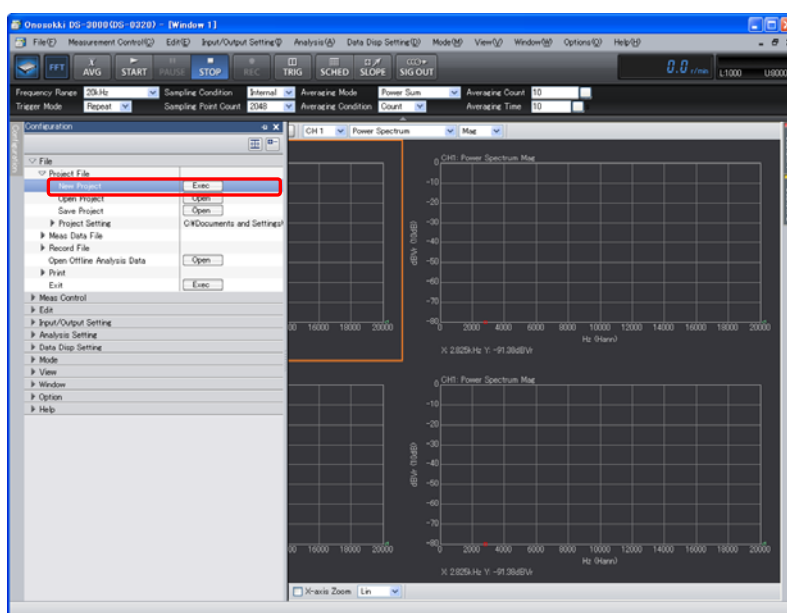 Onosokki DS-3000(DS-0320) - [Window 1]
File(F) Measurement Control(C) Edit(E) Input/Output Setting(I) Analysis(A) Data Disp Setting(D) Mode(M) View(V) Window(W) Options(O) Help(H)
FFT AVG START PAUSE STOP REC TRIG SCHED SLOPE SIG OUT 0.0 r/min L:1000 U:8000
Frequency Range 20kHz Sampling Condition Internal Averaging Mode Power Sum Averaging Count 10
Trigger Mode Repeat Sampling Point Count 2048 Averaging Condition Count Averaging Time 10
Configuration
Configuration
CH 1 Power Spectrum Mag
File
Project File
New Project Exec
Open Project Open
Save Project Open
Project Setting C:¥Documents and Settings¥
Meas Data File
Record File
Open Offline Analysis Data Open
Print
Exit Exec
Meas Control
Edit
Input/Output Setting
Analysis Setting
Data Disp Setting
Mode
View
Window
Option
Help
00 16000 18000 20000
CH1: Power Spectrum Mag
0
-10
-20
-30
-40
-50
-60
-70
-80
dBVr (10dB)
0 2000 4000 6000 8000 10000 12000 14000 16000 18000 20000
Hz (Hann)
X: 2.825kHz Y: -91.38dBVr
00 16000 18000 20000
CH1: Power Spectrum Mag
0
-10
-20
-30
-40
-50
-60
-70
-80
dBVr (10dB)
0 2000 4000 6000 8000 10000 12000 14000 16000 18000 20000
Hz (Hann)
X: 2.825kHz Y: -91.38dBVr
X-axis Zoom Lin